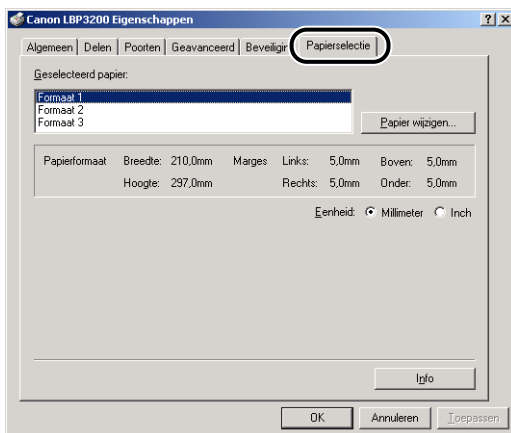 Canon LBP3200 Eigenschappen
Algemeen Delen Poorten Geavanceerd Beveiligin Papierselectie
Geselecteerd papier:
Formaat 1
Formaat 2
Formaat 3
Papier wijzigen...
Papierformaat Breedte: 210,0mm Marges Links: 5,0mm Boven: 5,0mm
Hoogte: 297,0mm Rechts: 5,0mm Onder: 5,0mm
Eenheid: Millimeter Inch
Info
OK Annuleren Toepassen